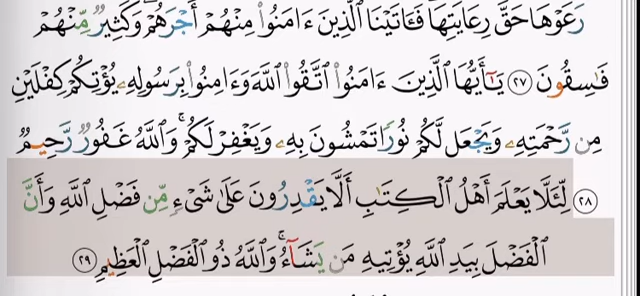 رَعَوْهَا حَقَّ رِعَايَتِهَا فَـَٔاتَيْنَا ٱلَّذِينَ ءَامَنُوا۟ مِنْهُمْ أَجْرَهُمْ وَكَثِيرٌ مِّنْهُمْ
فَـٰسِقُونَ ٢٧ يَـٰٓأَيُّهَا ٱلَّذِينَ ءَامَنُوا۟ ٱتَّقُوا۟ ٱللَّهَ وَءَامِنُوا۟ بِرَسُولِهِۦ يُؤْتِكُمْ كِفْلَيْنِ
مِن رَّحْمَتِهِۦ وَيَجْعَل لَّكُمْ نُورًا تَمْشُونَ بِهِۦ وَيَغْفِرْ لَكُمْ ۚ وَٱللَّهُ غَفُورٌ رَّحِيمٌ
٢٨ لِّئَلَّا يَعْلَمَ أَهْلُ ٱلْكِتَـٰبِ أَلَّا يَقْدِرُونَ عَلَىٰ شَىْءٍ مِّن فَضْلِ ٱللَّهِ وَأَنَّ
ٱلْفَضْلَ بِيَدِ ٱللَّهِ يُؤْتِيهِ مَن يَشَآءُ ۚ وَٱللَّهُ ذُو ٱلْفَضْلِ ٱلْعَظِيمِ ٢٩